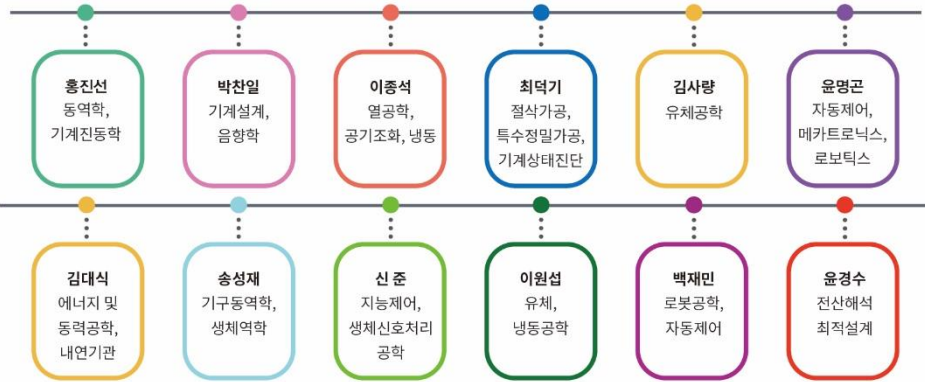 홍진선
동역학,
기계진동학
박찬일
기계설계,
음향학
이종석
열공학,
공기조화, 냉동
최덕기
절삭가공,
특수정밀가공,
기계상태진단
김사량
유체공학
윤명곤
자동제어,
메카트로닉스,
로보틱스
김대식
에너지 및
동력공학,
내연기관
송성재
기구동역학,
생체역학
신 준
지능제어,
생체신호처리
공학
이원섭
유체,
냉동공학
백재민
로봇공학,
자동제어
윤경수
전산해석
최적설계